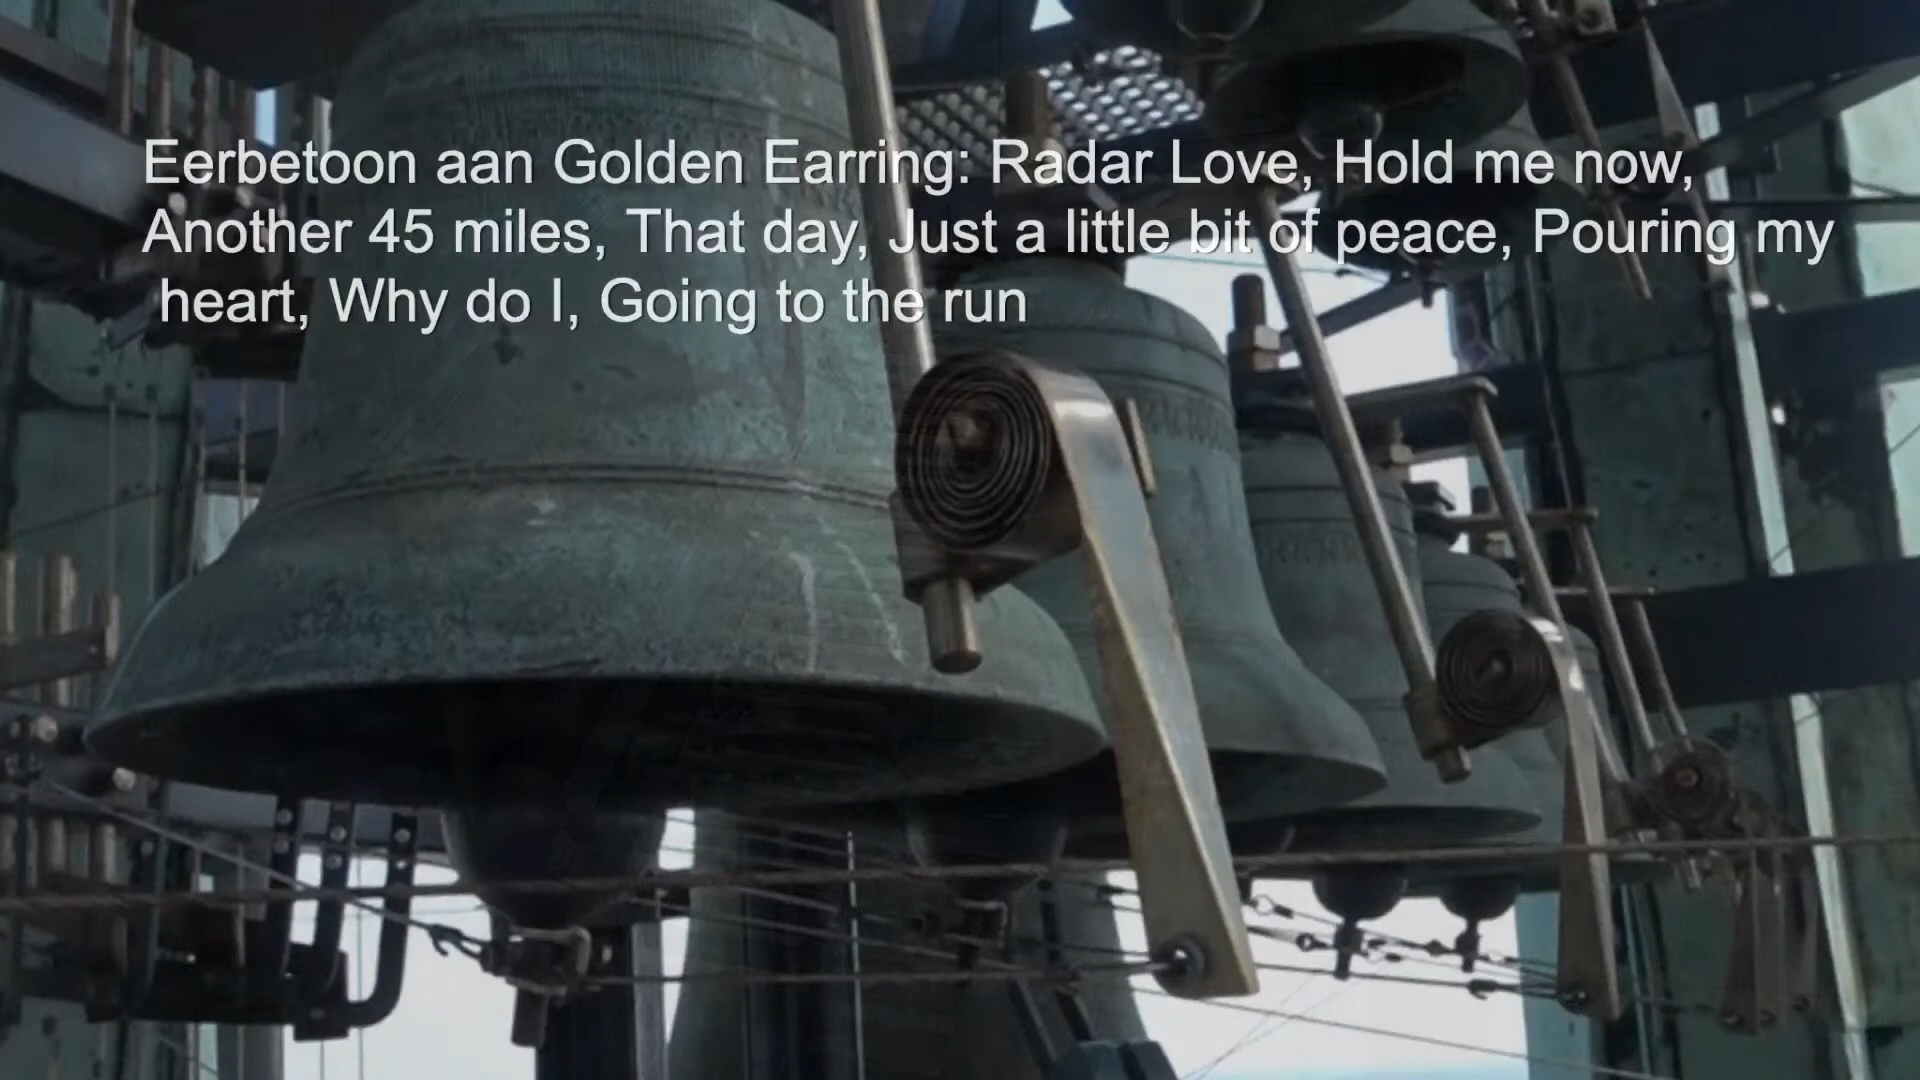 Eerbetoon aan Golden Earring: Radar Love, Hold me now,
Another 45 miles, That day, Just a little bit of peace, Pouring my
heart, Why do I, Going to the run